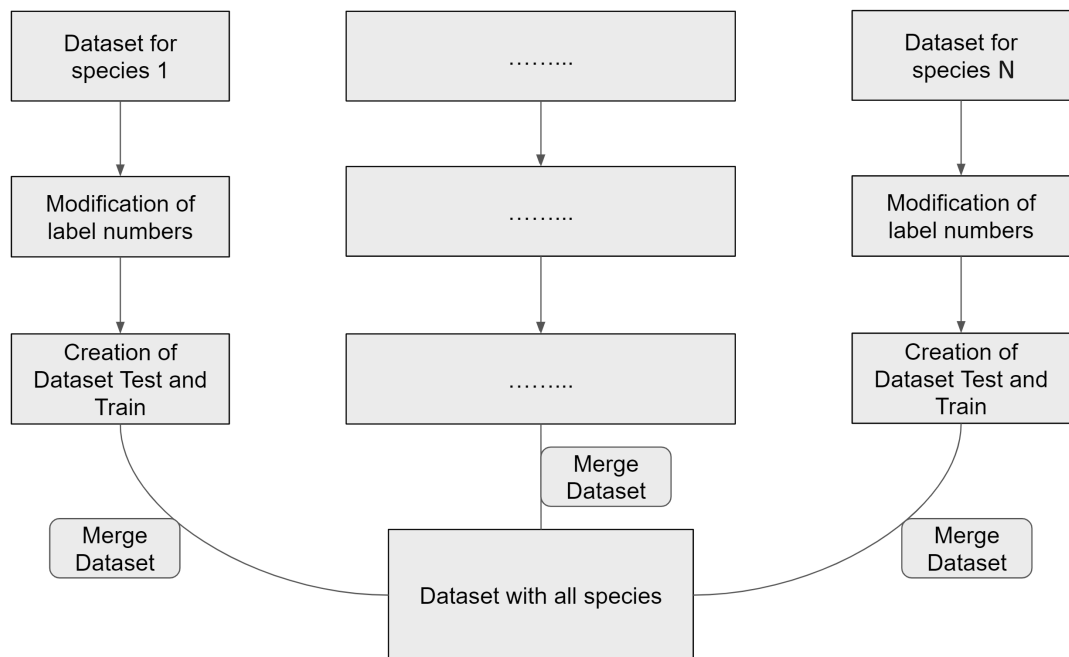 Dataset for
species 1
………...
Dataset for
species N
Modification of
label numbers
………...
Modification of
label numbers
Creation of
Dataset Test and
Train
………...
Creation of
Dataset Test and
Train
Merge
Dataset
Merge
Dataset
Merge
Dataset
Dataset with all species